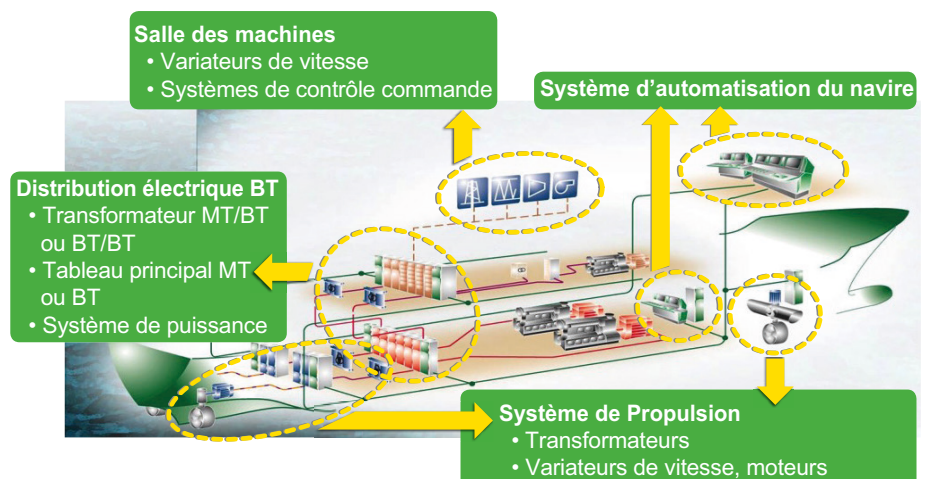 Salle des machines
• Variateurs de vitesse
• Systèmes de contrôle commande
Système d’automatisation du navire
Distribution électrique BT
• Transformateur MT/BT
ou BT/BT
• Tableau principal MT
ou BT
• Système de puissance
Système de Propulsion
• Transformateurs
• Variateurs de vitesse, moteurs